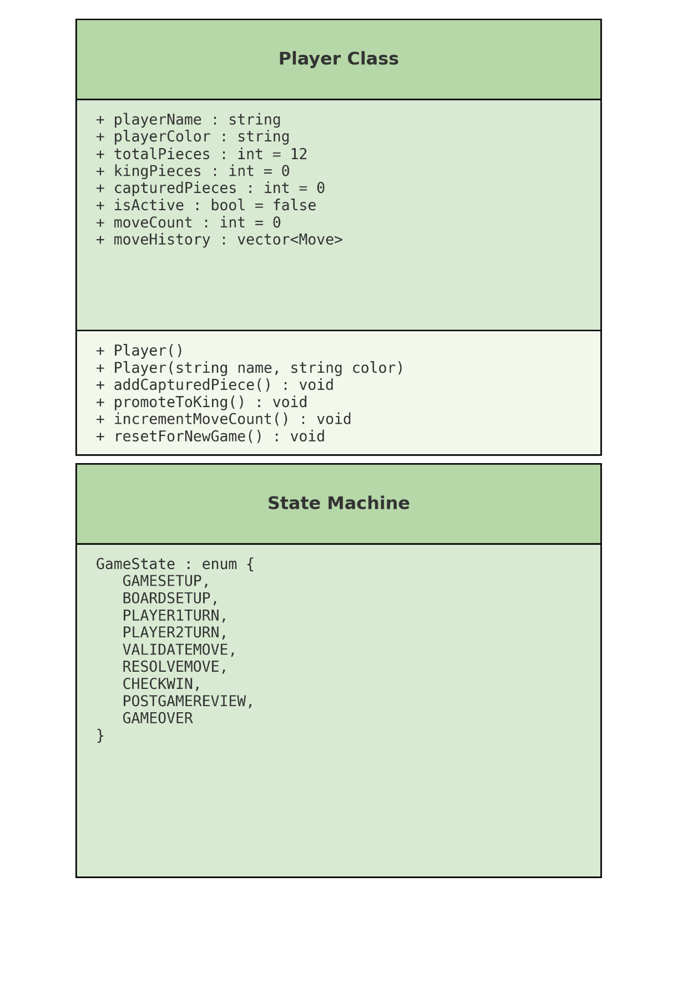 Player Class
+ playerName : string
+ playerColor : string
+ totalPieces : int = 12
+ kingPieces : int = 0
+ capturedPieces : int = 0
+ isActive : bool = false
+ moveCount : int = 0
+ moveHistory : vector<Move>
+ Player()
+ Player(string name, string color)
+ addCapturedPiece() : void
+ promoteToKing() : void
+ incrementMoveCount() : void
+ resetForNewGame() : void
State Machine
GameState : enum {
   GAMESETUP,
   BOARDSETUP,
   PLAYER1TURN,
   PLAYER2TURN,
   VALIDATEMOVE,
   RESOLVEMOVE,
   CHECKWIN,
   POSTGAMEREVIEW,
   GAMEOVER
}